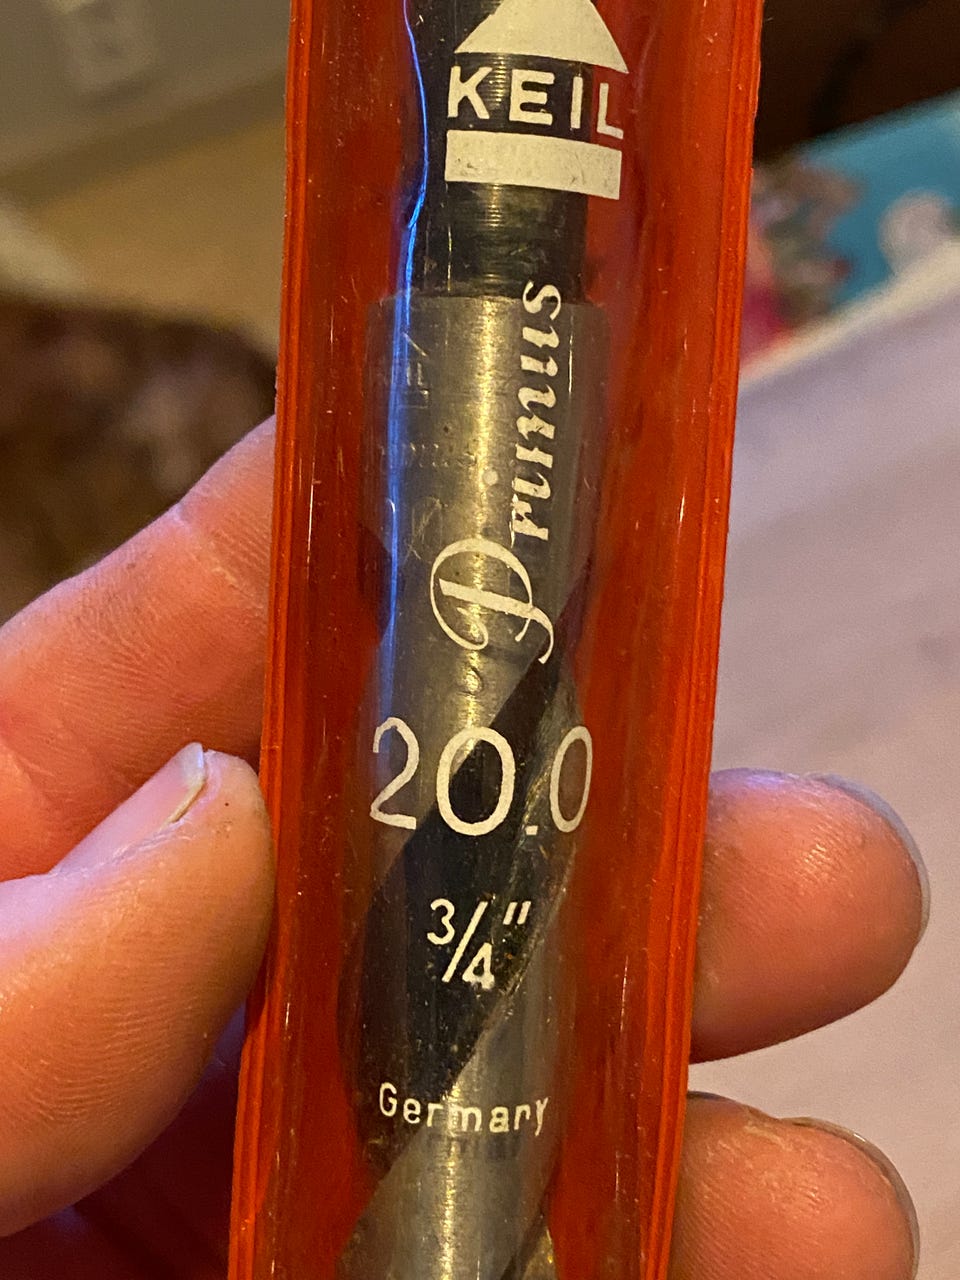 KEIL
Primus
20.0
3/4"
Germany